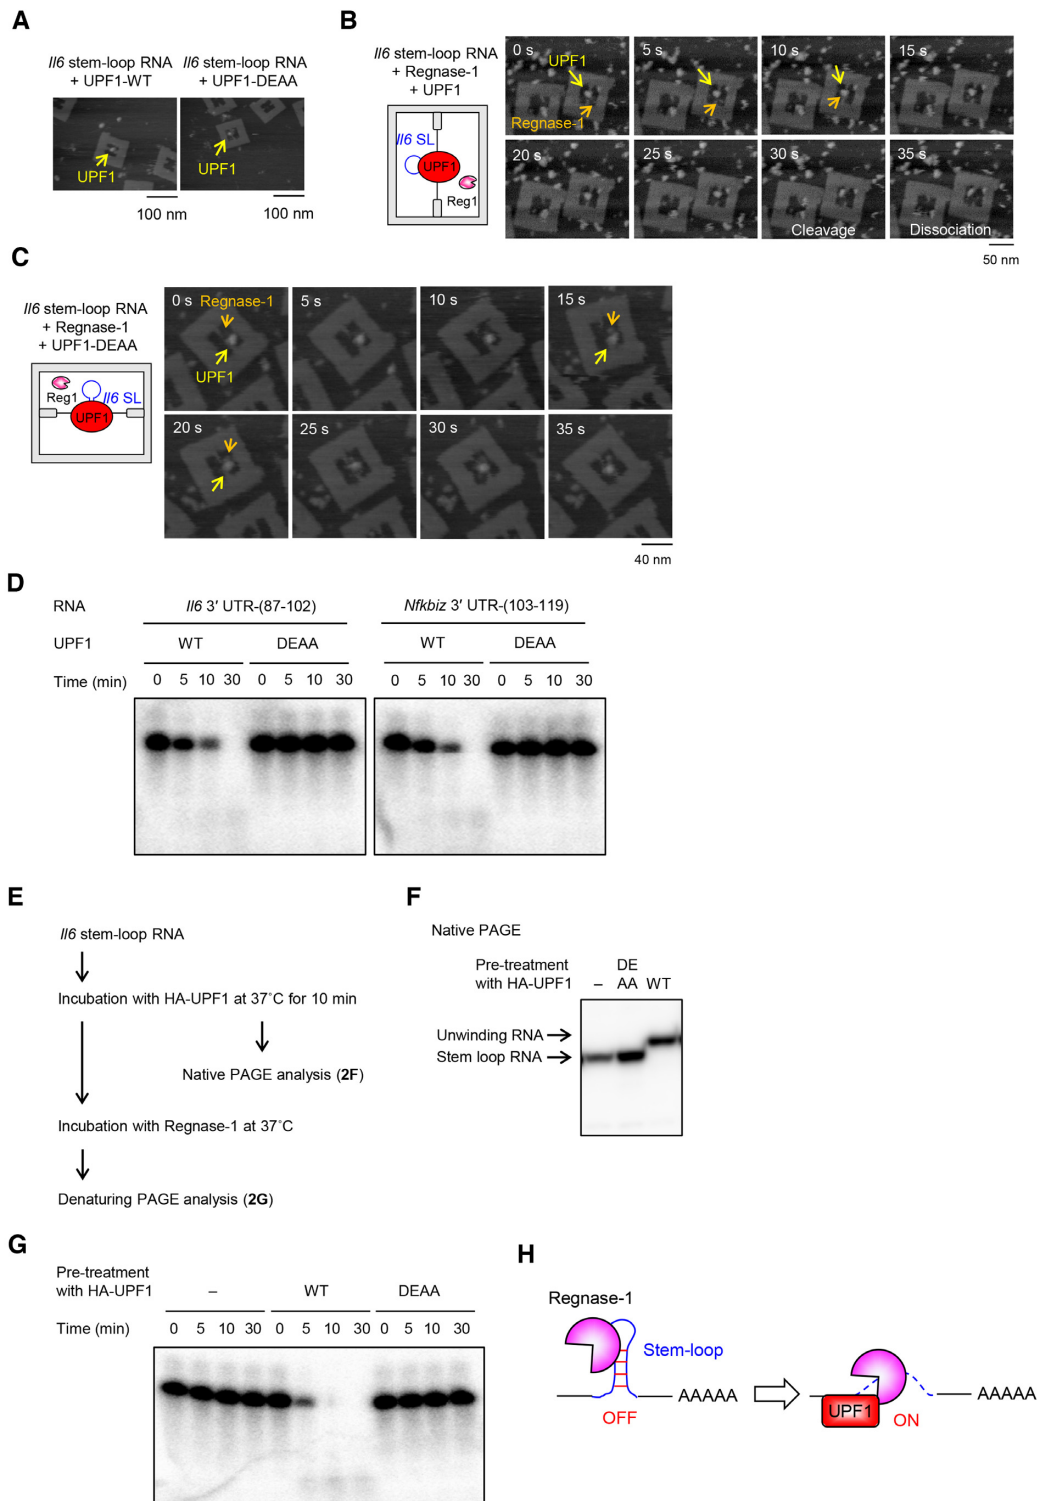 A
Il6 stem-loop RNA
+ UPF1-WT
Il6 stem-loop RNA
+ UPF1-DEAA
UPF1
UPF1
100 nm
100 nm
B
Il6 stem-loop RNA
+ Regnase-1
+ UPF1
Il6 SL
UPF1
Reg1
0 s
5 s
10 s
15 s
UPF1
Regnase-1
20 s
25 s
30 s
35 s
Cleavage
Dissociation
50 nm
C
Il6 stem-loop RNA
+ Regnase-1
+ UPF1-DEAA
Reg1
Il6 SL
UPF1
0 s
Regnase-1
5 s
10 s
15 s
UPF1
20 s
25 s
30 s
35 s
40 nm
D
RNA
Il6 3′ UTR-(87-102)
Nfkbiz 3′ UTR-(103-119)
UPF1
WT
DEAA
WT
DEAA
Time (min)
0 5 10 30 0 5 10 30
0 5 10 30 0 5 10 30
E
Il6 stem-loop RNA
Incubation with HA-UPF1 at 37˚C for 10 min
Native PAGE analysis (2F)
Incubation with Regnase-1 at 37˚C
Denaturing PAGE analysis (2G)
F
Native PAGE
Pre-treatment
with HA-UPF1
–
DE
AA
WT
Unwinding RNA
Stem loop RNA
G
Pre-treatment
with HA-UPF1
–
WT
DEAA
Time (min)
0 5 10 30 0 5 10 30 0 5 10 30
H
Regnase-1
Stem-loop
AAAAA
OFF
UPF1
ON
AAAAA